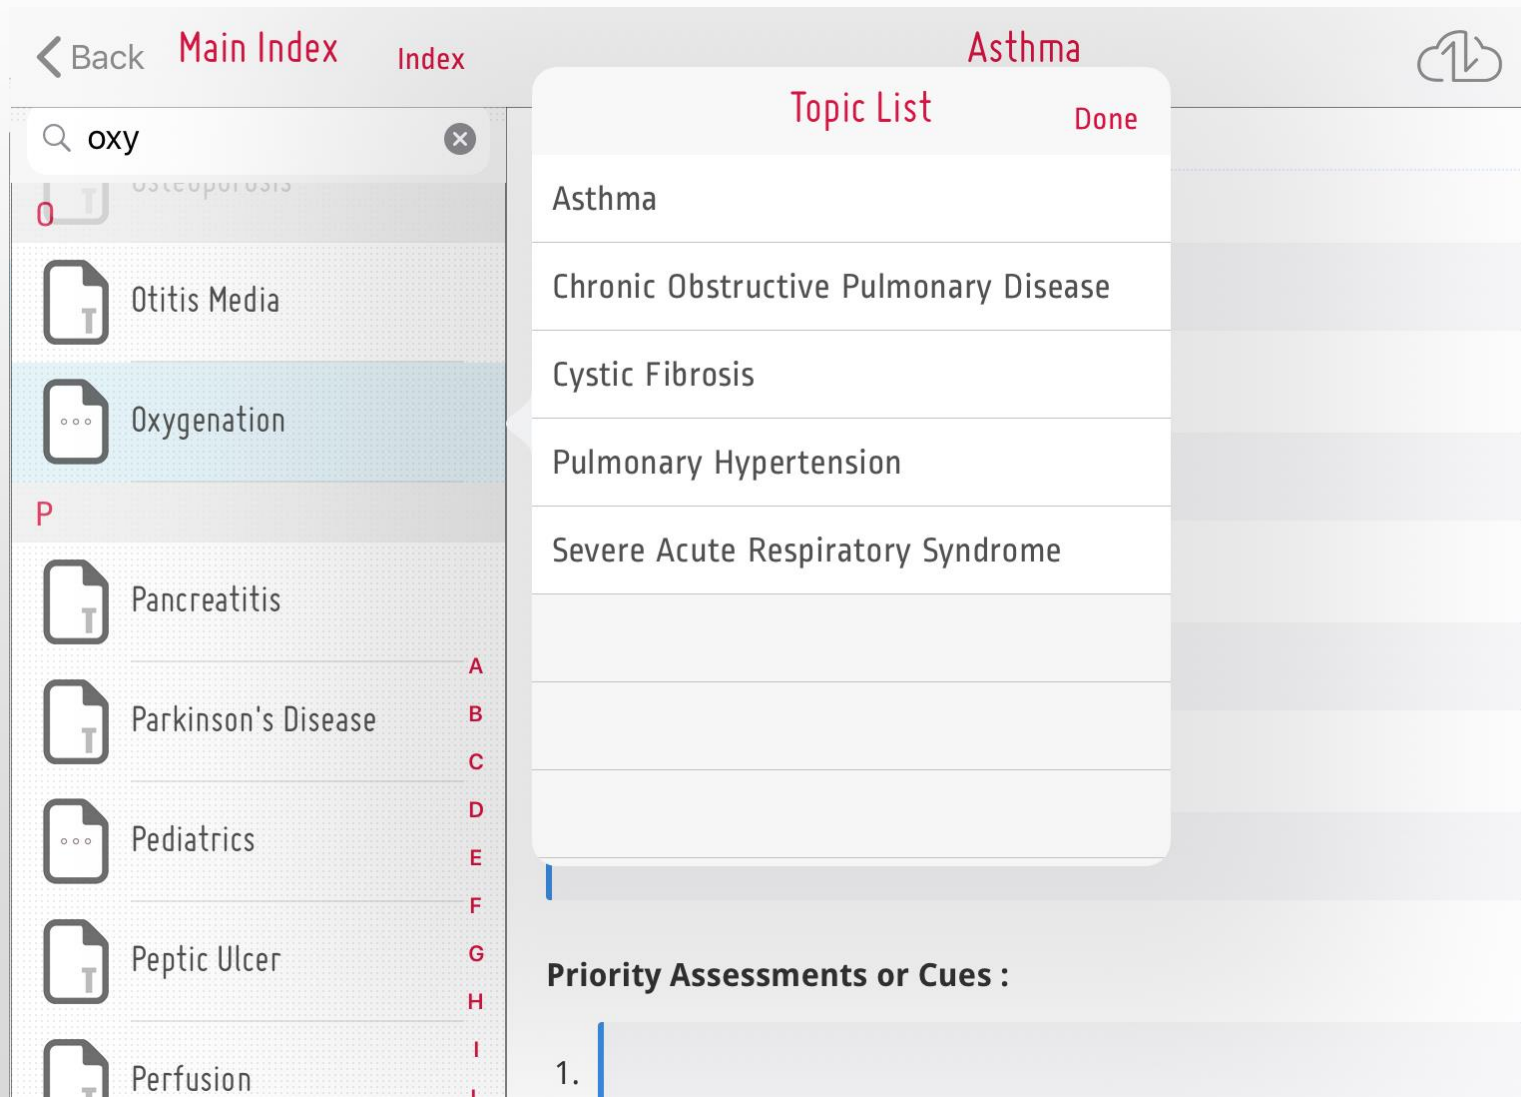 Back
Main Index
Index
Asthma
oxy
Topic List
Done
Osteoporosis
O
Otitis Media
Oxygenation
P
Pancreatitis
Parkinson's Disease
Pediatrics
Peptic Ulcer
Perfusion
A
B
C
D
E
F
G
H
I
Asthma
Chronic Obstructive Pulmonary Disease
Cystic Fibrosis
Pulmonary Hypertension
Severe Acute Respiratory Syndrome
Priority Assessments or Cues :
1.